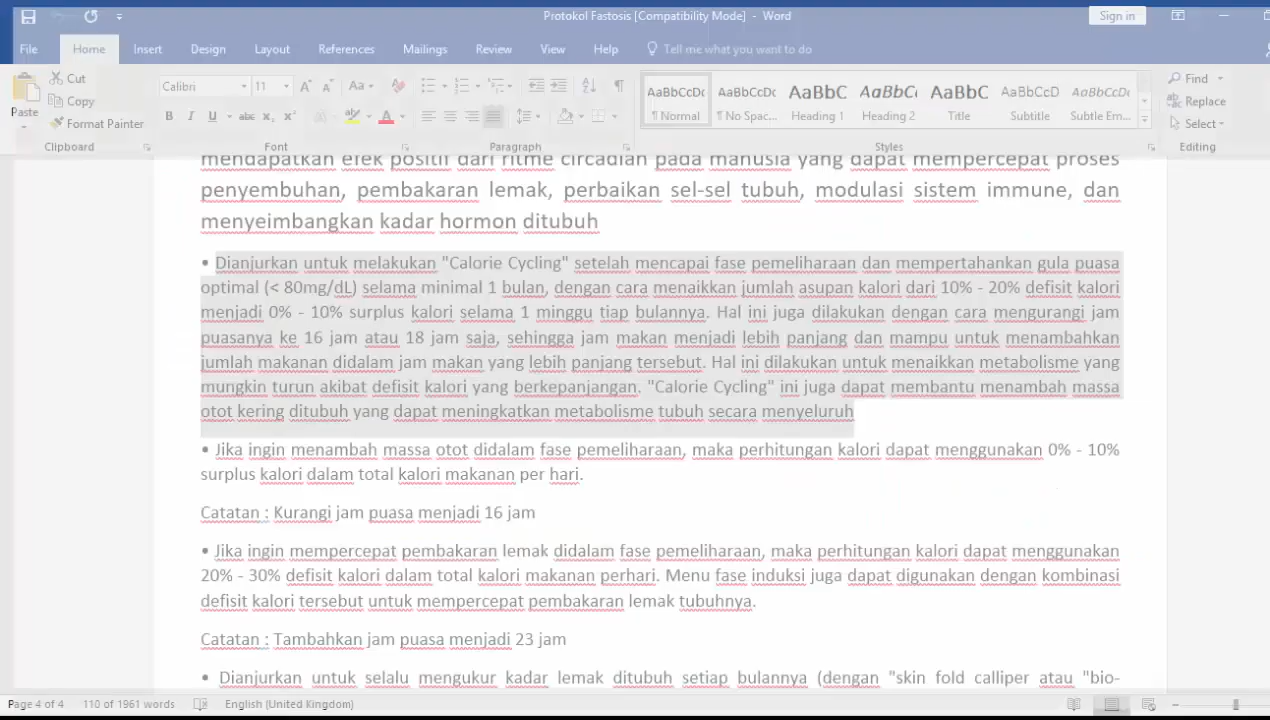 Protokol Fastosis [Compatibility Mode] - Word
Sign in
File Home Insert Design Layout References Mailings Review View Help Tell me what you want to do
Cut
Copy
Format Painter
Paste
Calibri 11
AaBbCcDc AaBbCcDc AaBbC AaBbCc AaBbC AaBbCcD AaBbCcDc
¶ Normal ¶ No Spac... Heading 1 Heading 2 Title Subtitle Subtle Em...
Find
Replace
Select
Clipboard Font Paragraph Styles Editing
mendapatkan efek positif dari ritme circadian pada manusia yang dapat mempercepat proses
penyembuhan, pembakaran lemak, perbaikan sel-sel tubuh, modulasi sistem immune, dan
menyeimbangkan kadar hormon ditubuh
• Dianjurkan untuk melakukan "Calorie Cycling" setelah mencapai fase pemeliharaan dan mempertahankan gula puasa
optimal (< 80mg/dL) selama minimal 1 bulan, dengan cara menaikkan jumlah asupan kalori dari 10% - 20% defisit kalori
menjadi 0% - 10% surplus kalori selama 1 minggu tiap bulannya. Hal ini juga dilakukan dengan cara mengurangi jam
puasanya ke 16 jam atau 18 jam saja, sehingga jam makan menjadi lebih panjang dan mampu untuk menambahkan
jumlah makanan didalam jam makan yang lebih panjang tersebut. Hal ini dilakukan untuk menaikkan metabolisme yang
mungkin turun akibat defisit kalori yang berkepanjangan. "Calorie Cycling" ini juga dapat membantu menambah massa
otot kering ditubuh yang dapat meningkatkan metabolisme tubuh secara menyeluruh
• Jika ingin menambah massa otot didalam fase pemeliharaan, maka perhitungan kalori dapat menggunakan 0% - 10%
surplus kalori dalam total kalori makanan per hari.
Catatan : Kurangi jam puasa menjadi 16 jam
• Jika ingin mempercepat pembakaran lemak didalam fase pemeliharaan, maka perhitungan kalori dapat menggunakan
20% - 30% defisit kalori dalam total kalori makanan perhari. Menu fase induksi juga dapat digunakan dengan kombinasi
defisit kalori tersebut untuk mempercepat pembakaran lemak tubuhnya.
Catatan : Tambahkan jam puasa menjadi 23 jam
• Dianjurkan untuk selalu mengukur kadar lemak ditubuh setiap bulannya (dengan "skin fold calliper atau "bio-
Page 4 of 4 110 of 1961 words English (United Kingdom)